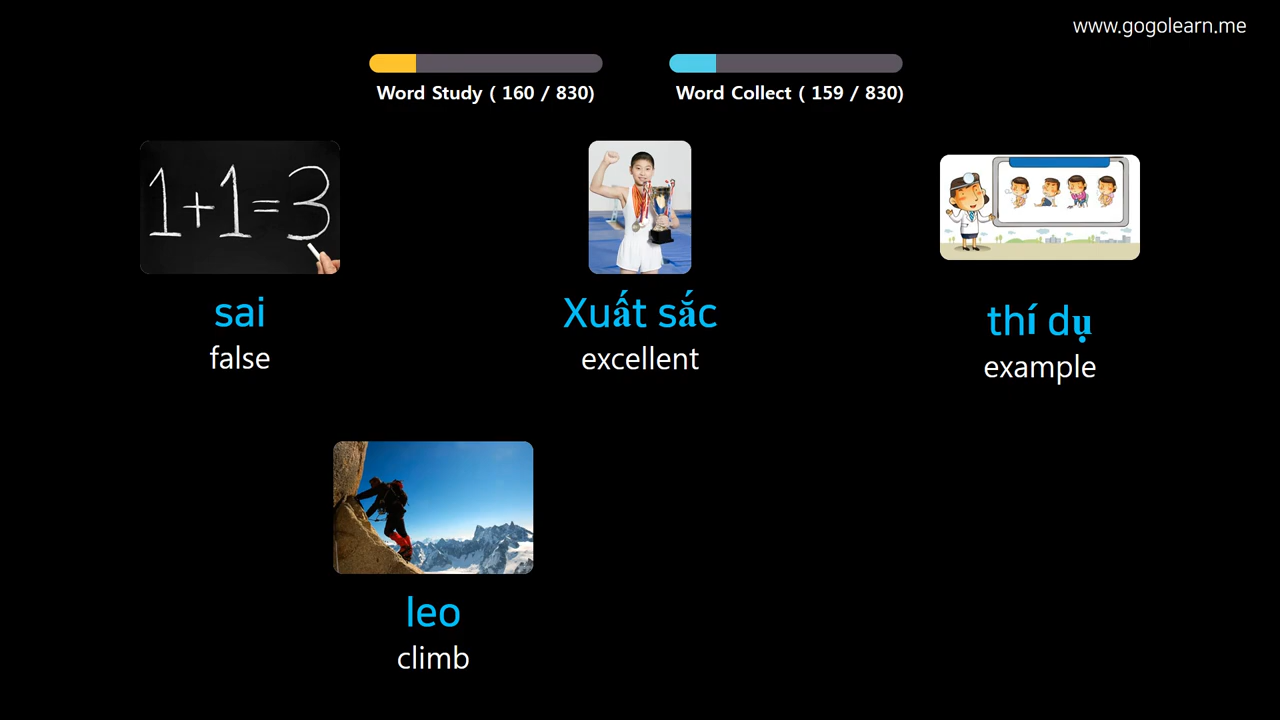 www.gogolearn.me
Word Study ( 160 / 830)
Word Collect ( 159 / 830)
1+1=3
sai
false
Xuất sắc
excellent
thí dụ
example
leo
climb